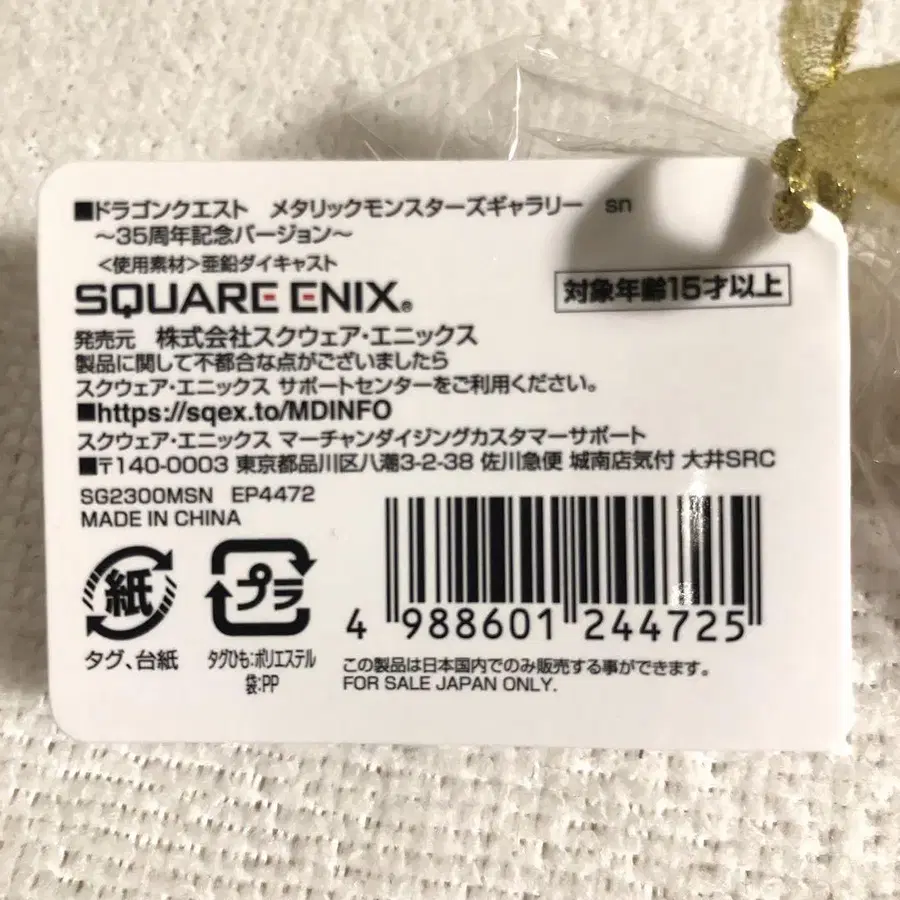 ■ドラゴンクエスト　メタリックモンスターズギャラリー　sn
～35周年記念バージョン～
<使用素材>亜鉛ダイキャスト
SQUARE ENIX®
対象年齢15才以上
発売元　株式会社スクウェア・エニックス
製品に関して不都合な点がございましたら
スクウェア・エニックス サポートセンターをご利用ください。
■https://sqex.to/MDINFO
スクウェア・エニックス マーチャンダイジングカスタマーサポート
■〒140-0003 東京都品川区八潮3-2-38 佐川急便 城南店気付 大井SRC
SG2300MSN　EP4472
MADE IN CHINA
紙
タグ、台紙
プラ
タグひも:ポリエステル
袋:PP
4 988601 244725
この製品は日本国内でのみ販売する事ができます。
FOR SALE JAPAN ONLY.